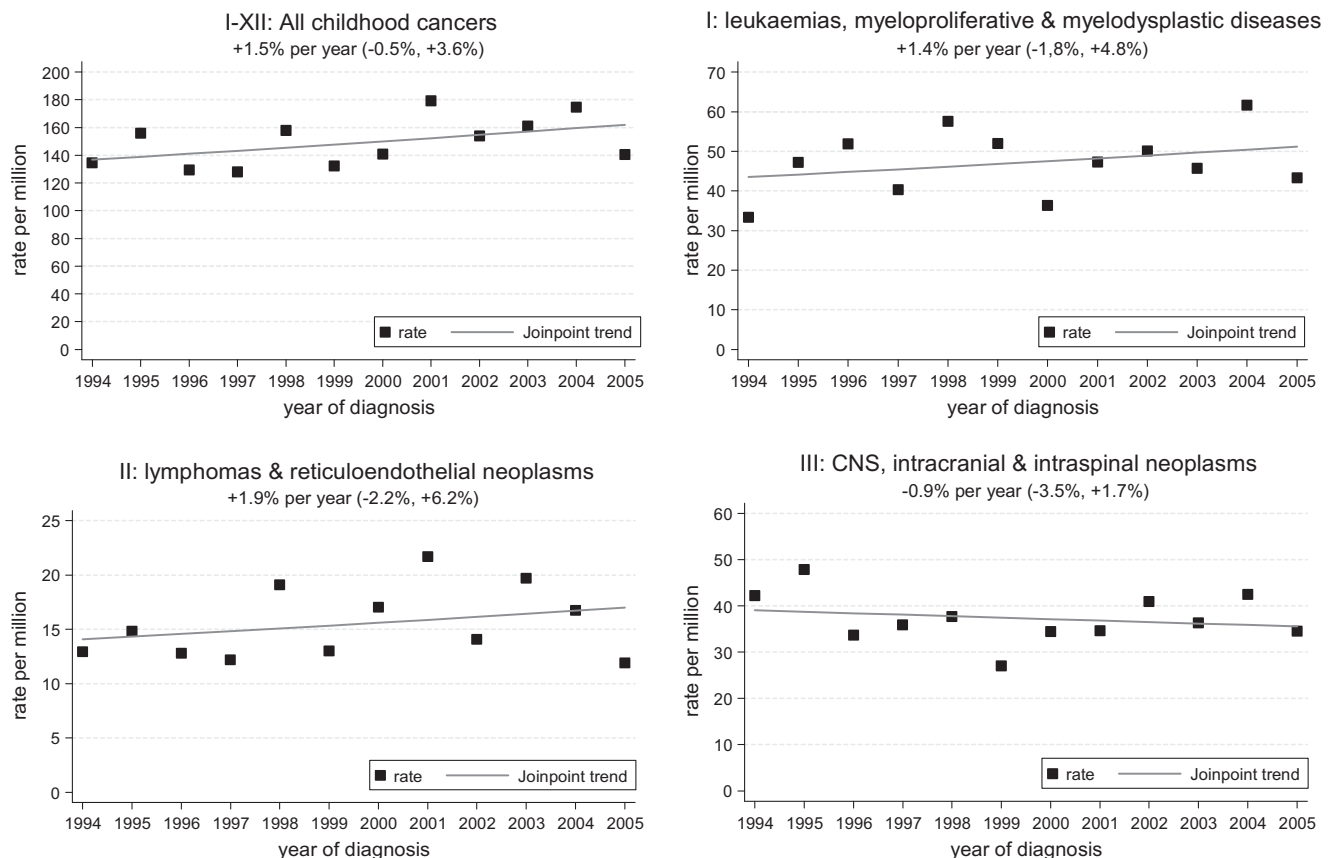 I-XII: All childhood cancers
+1.5% per year (-0.5%, +3.6%)
rate per million
200
180
160
140
120
100
80
60
40
20
0
rate
Joinpoint trend
1994 1995 1996 1997 1998 1999 2000 2001 2002 2003 2004 2005
year of diagnosis
I: leukaemias, myeloproliferative & myelodysplastic diseases
+1.4% per year (-1,8%, +4.8%)
rate per million
70
60
50
40
30
20
10
0
rate
Joinpoint trend
1994 1995 1996 1997 1998 1999 2000 2001 2002 2003 2004 2005
year of diagnosis
II: lymphomas & reticuloendothelial neoplasms
+1.9% per year (-2.2%, +6.2%)
rate per million
25
20
15
10
5
0
rate
Joinpoint trend
1994 1995 1996 1997 1998 1999 2000 2001 2002 2003 2004 2005
year of diagnosis
III: CNS, intracranial & intraspinal neoplasms
-0.9% per year (-3.5%, +1.7%)
rate per million
60
50
40
30
20
10
0
rate
Joinpoint trend
1994 1995 1996 1997 1998 1999 2000 2001 2002 2003 2004 2005
year of diagnosis